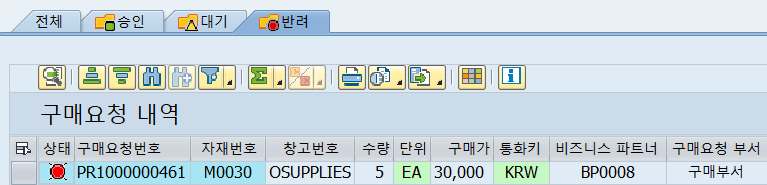 전체 승인 대기 반려
구매요청 내역
상태 구매요청번호 자재번호 창고번호 수량 단위 구매가 통화키 비즈니스 파트너 구매요청 부서
PR1000000461 M0030 OSUPPLIES 5 EA 30,000 KRW BP0008 구매부서